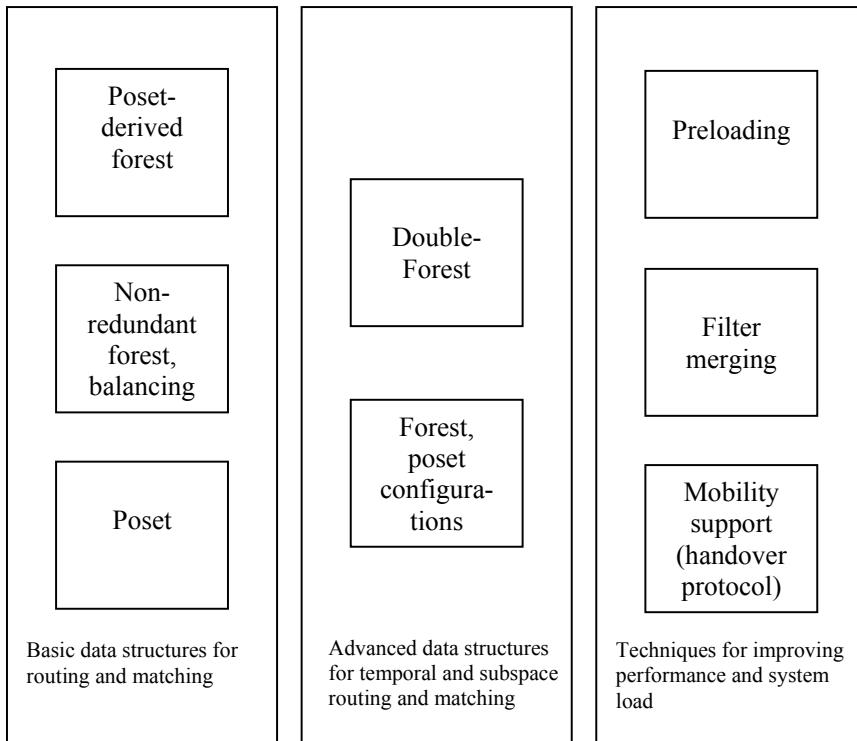 Poset-
derived
forest
Non-
redundant
forest,
balancing
Poset
Basic data structures for
routing and matching
Double-
Forest
Forest,
poset
configura-
tions
Advanced data structures
for temporal and subspace
routing and matching
Preloading
Filter
merging
Mobility
support
(handover
protocol)
Techniques for improving
performance and system
load